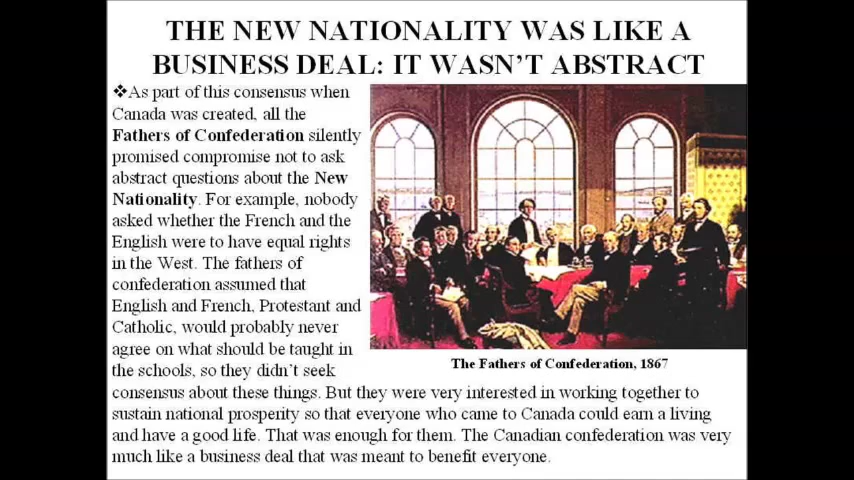 THE NEW NATIONALITY WAS LIKE A
BUSINESS DEAL: IT WASN'T ABSTRACT
❖As part of this consensus when
Canada was created, all the
Fathers of Confederation silently
promised compromise not to ask
abstract questions about the New
Nationality. For example, nobody
asked whether the French and the
English were to have equal rights
in the West. The fathers of
confederation assumed that
English and French, Protestant and
Catholic, would probably never
agree on what should be taught in
the schools, so they didn't seek
consensus about these things. But they were very interested in working together to
sustain national prosperity so that everyone who came to Canada could earn a living
and have a good life. That was enough for them. The Canadian confederation was very
much like a business deal that was meant to benefit everyone.
The Fathers of Confederation, 1867